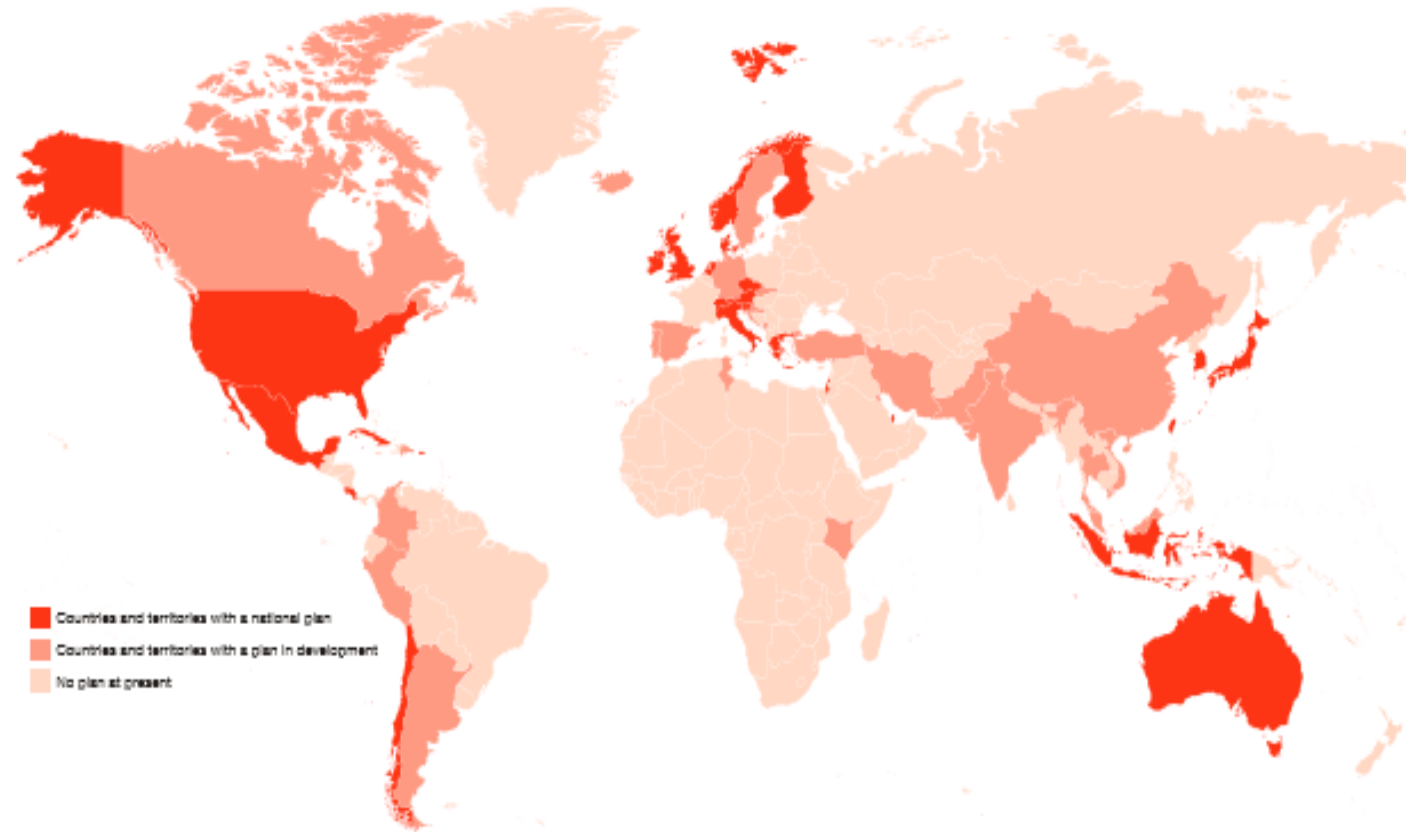 Countries and territories with a national plan
Countries and territories with a plan in development
No plan at present